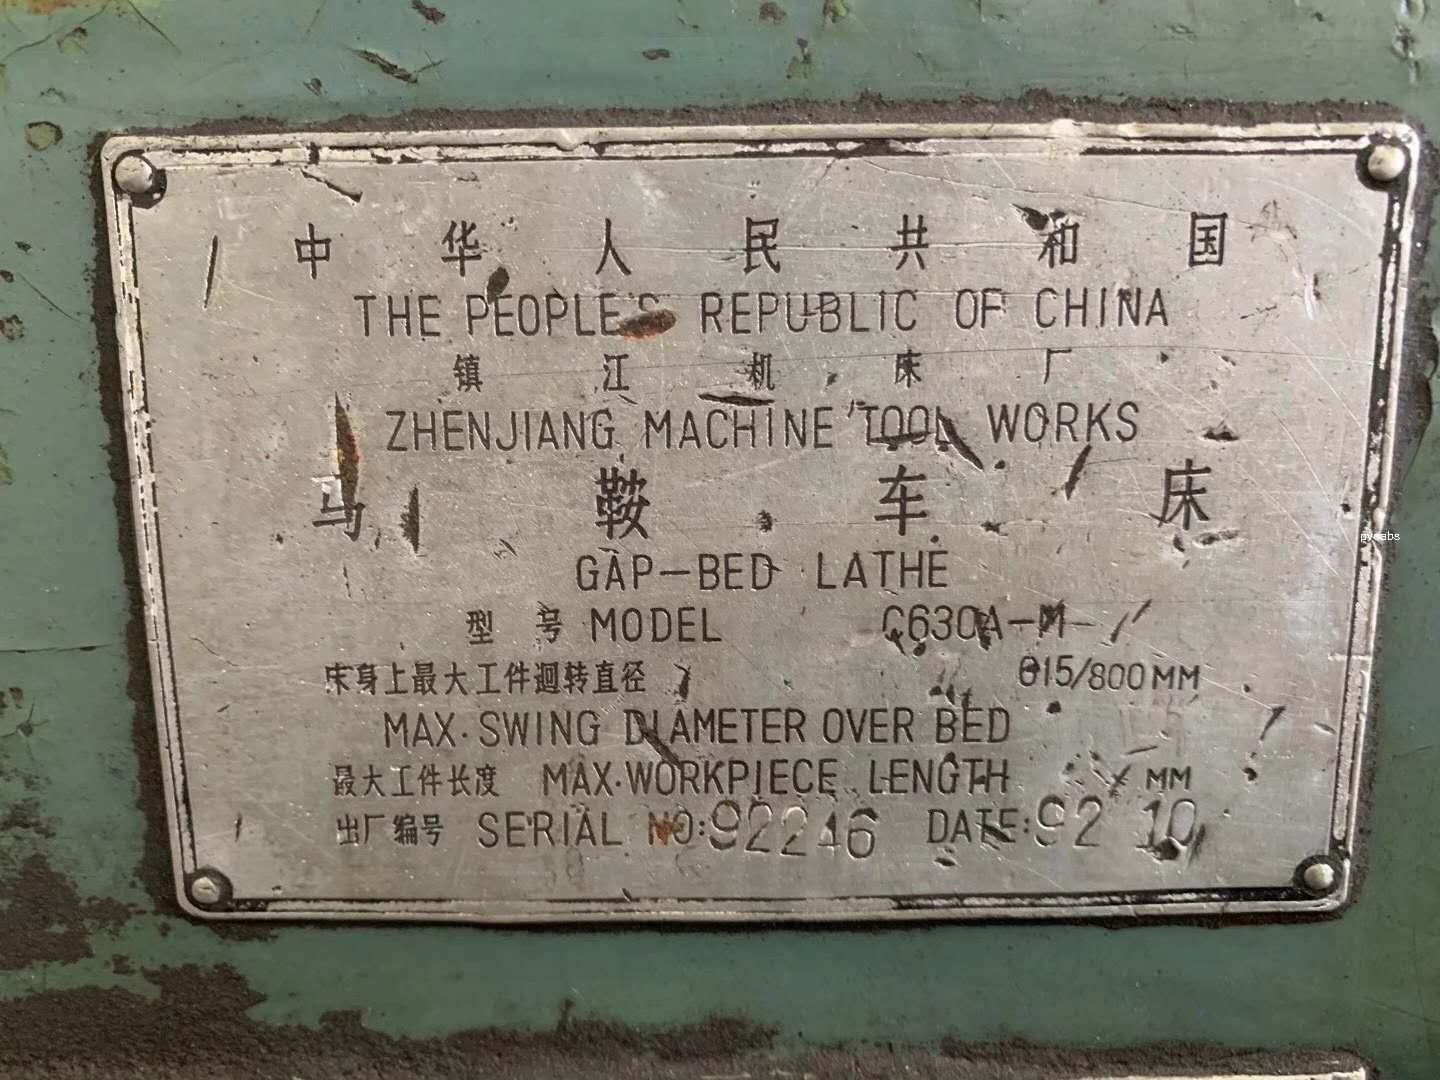 中华人民共和国
THE PEOPLE'S REPUBLIC OF CHINA
镇江机床厂
ZHENJIANG MACHINE TOOL WORKS
马鞍车床
GAP-BED LATHE
型号 MODEL C630A-M
床身上最大工件迴转直径 615/800MM
MAX·SWING DIAMETER OVER BED
最大工件长度 MAX·WORKPIECE LENGTH MM
出厂编号 SERIAL NO:92246 DATE:92 10
pvsabs